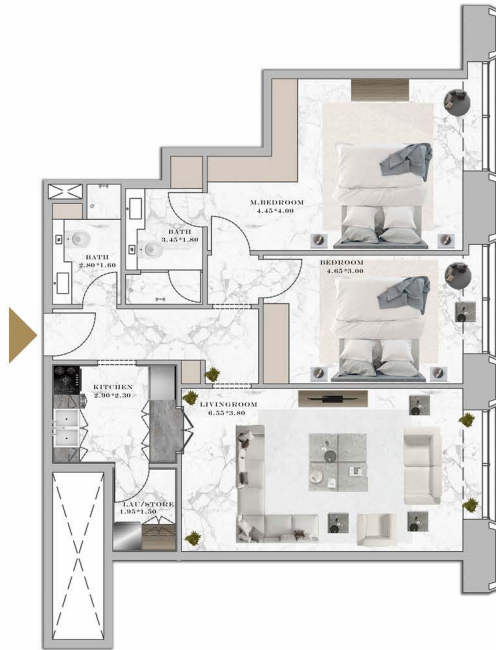 M.BEDROOM
4.45*4.00
BATH
3.45*1.80
BATH
2.80*1.60
BEDROOM
4.65*3.00
KITCHEN
2.90*2.30
LIVINGROOM
6.55*3.80
LAU/STORE
1.95*1.50